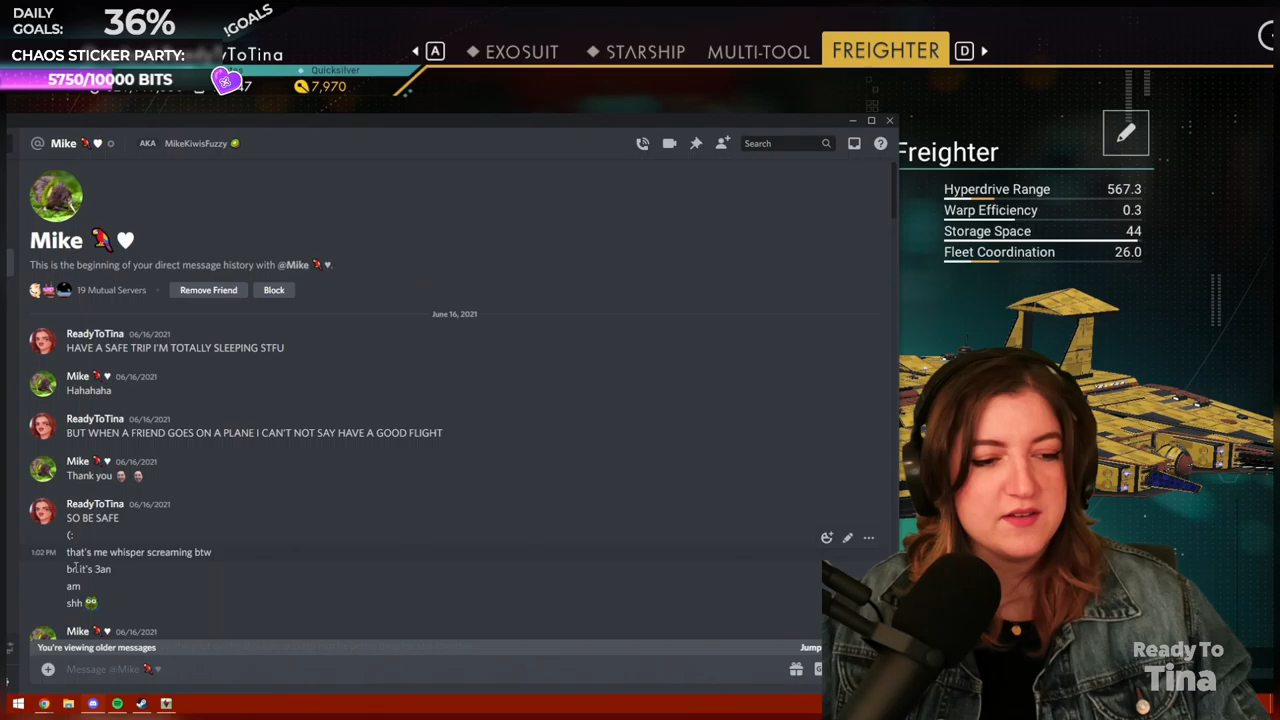 DAILY
GOALS:
36%
!GOALS
CHAOS STICKER PARTY:
ToTina
5750/10000 BITS
Quicksilver
7,970
A
EXOSUIT
STARSHIP
MULTI-TOOL
FREIGHTER
D
Freighter
Hyperdrive Range 567.3
Warp Efficiency 0.3
Storage Space 44
Fleet Coordination 26.0
@ Mike AKA MikeKiwisFuzzy
Search
Mike
This is the beginning of your direct message history with @Mike
19 Mutual Servers
Remove Friend
Block
June 16, 2021
ReadyToTina 06/16/2021
HAVE A SAFE TRIP I'M TOTALLY SLEEPING STFU
Mike 06/16/2021
Hahahaha
ReadyToTina 06/16/2021
BUT WHEN A FRIEND GOES ON A PLANE I CAN'T NOT SAY HAVE A GOOD FLIGHT
Mike 06/16/2021
Thank you
ReadyToTina 06/16/2021
SO BE SAFE
(:
1:02 PM that's me whisper screaming btw
it's 3an
am
shh
Mike 06/16/2021
You're viewing older messages
Jump
Message @Mike
Ready To
Tina